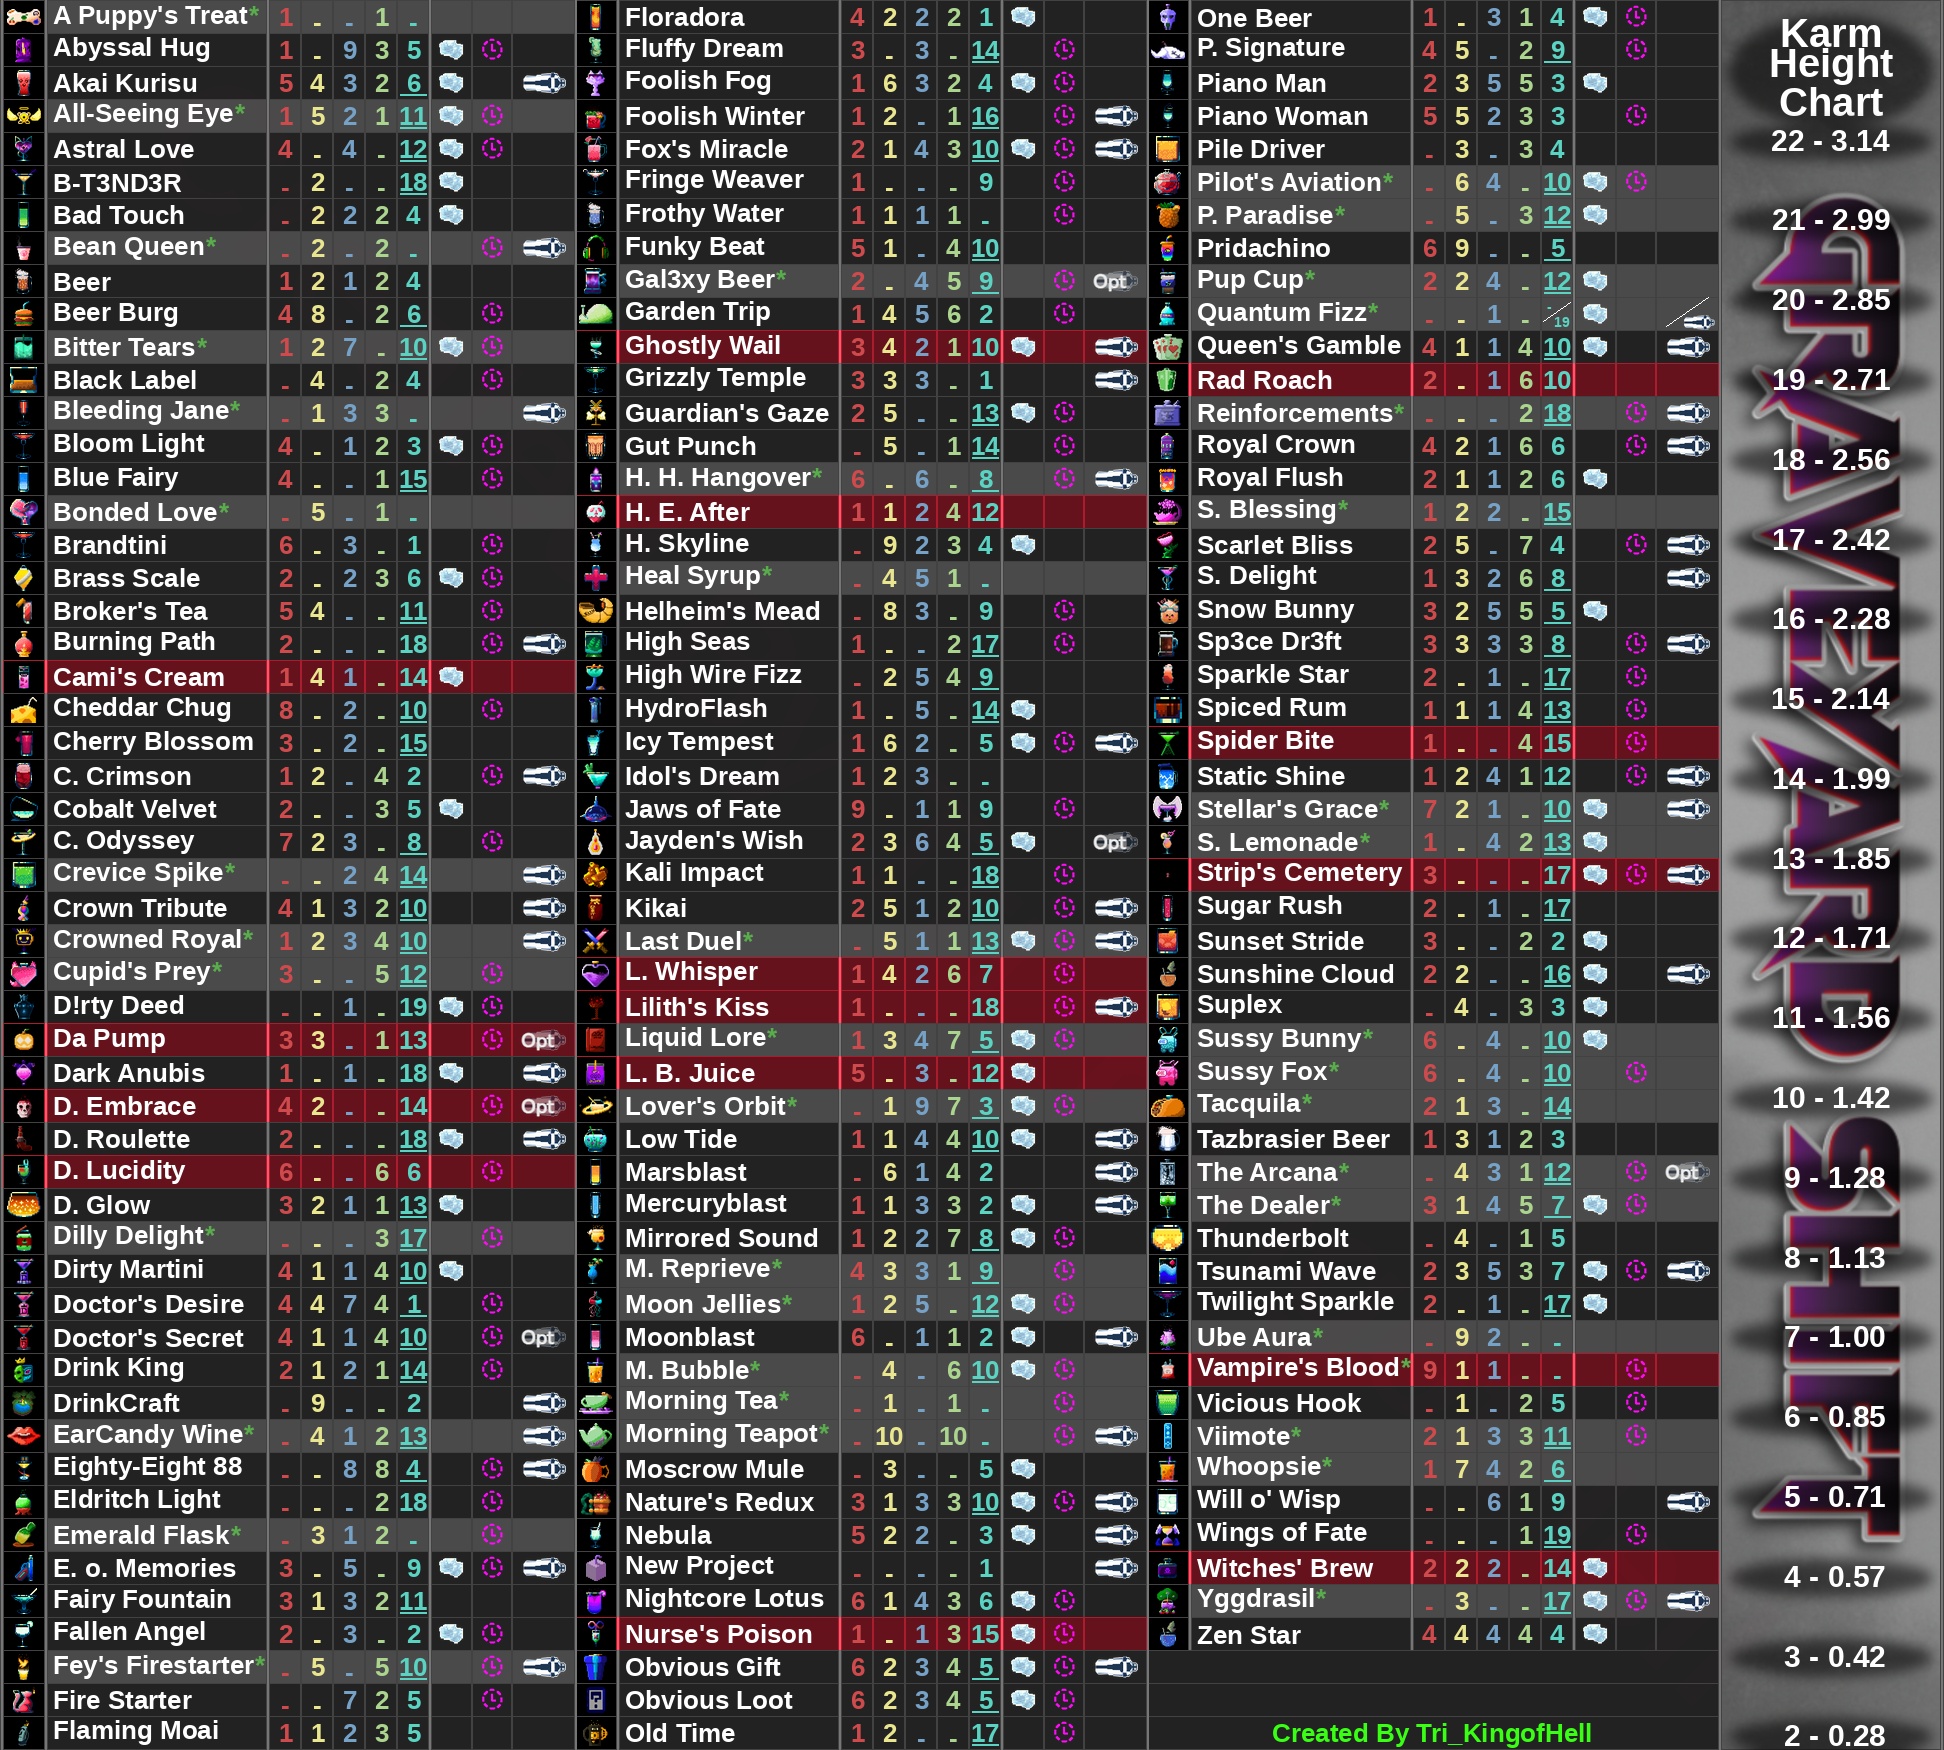 A Puppy's Treat* 1 - - 1 -
Abyssal Hug 1 - 9 3 5
Akai Kurisu 5 4 3 2 6
All-Seeing Eye* 1 5 2 1 11
Astral Love 4 - 4 - 12
B-T3ND3R - 2 - - 18
Bad Touch - 2 2 2 4
Bean Queen* - 2 - 2 -
Beer 1 2 1 2 4
Beer Burg 4 8 - 2 6
Bitter Tears* 1 2 7 - 10
Black Label - 4 - 2 4
Bleeding Jane* - 1 3 3 -
Bloom Light 4 - 1 2 3
Blue Fairy 4 - - 1 15
Bonded Love* - 5 - 1 -
Brandtini 6 - 3 - 1
Brass Scale 2 - 2 3 6
Broker's Tea 5 4 - - 11
Burning Path 2 - - - 18
Cami's Cream 1 4 1 - 14
Cheddar Chug 8 - 2 - 10
Cherry Blossom 3 - 2 - 15
C. Crimson 1 2 - 4 2
Cobalt Velvet 2 - - 3 5
C. Odyssey 7 2 3 - 8
Crevice Spike* - - 2 4 14
Crown Tribute 4 1 3 2 10
Crowned Royal* 1 2 3 4 10
Cupid's Prey* 3 - - 5 12
D!rty Deed - - 1 - 19
Da Pump 3 3 - 1 13 Opt
Dark Anubis 1 - 1 - 18
D. Embrace 4 2 - - 14 Opt
D. Roulette 2 - - - 18
D. Lucidity 6 - - 6 6
D. Glow 3 2 1 1 13
Dilly Delight* - - - 3 17
Dirty Martini 4 1 1 4 10
Doctor's Desire 4 4 7 4 1
Doctor's Secret 4 1 1 4 10 Opt
Drink King 2 1 2 1 14
DrinkCraft - 9 - - 2
EarCandy Wine* - 4 1 2 13
Eighty-Eight 88 - - 8 8 4
Eldritch Light - - - 2 18
Emerald Flask* - 3 1 2 -
E. o. Memories 3 - 5 - 9
Fairy Fountain 3 1 3 2 11
Fallen Angel 2 - 3 - 2
Fey's Firestarter* - 5 - 5 10
Fire Starter - - 7 2 5
Flaming Moai 1 1 2 3 5
Floradora 4 2 2 2 1
Fluffy Dream 3 - 3 - 14
Foolish Fog 1 6 3 2 4
Foolish Winter 1 2 - 1 16
Fox's Miracle 2 1 4 3 10
Fringe Weaver 1 - - - 9
Frothy Water 1 1 1 1 -
Funky Beat 5 1 - 4 10
Gal3xy Beer* 2 - 4 5 9 Opt
Garden Trip 1 4 5 6 2
Ghostly Wail 3 4 2 1 10
Grizzly Temple 3 3 3 - 1
Guardian's Gaze 2 5 - - 13
Gut Punch - 5 - 1 14
H. H. Hangover* 6 - 6 - 8
H. E. After 1 1 2 4 12
H. Skyline - 9 2 3 4
Heal Syrup* - 4 5 1 -
Helheim's Mead - 8 3 - 9
High Seas 1 - - 2 17
High Wire Fizz - 2 5 4 9
HydroFlash 1 - 5 - 14
Icy Tempest 1 6 2 - 5
Idol's Dream 1 2 3 - -
Jaws of Fate 9 - 1 1 9
Jayden's Wish 2 3 6 4 5 Opt
Kali Impact 1 1 - - 18
Kikai 2 5 1 2 10
Last Duel* - 5 1 1 13
L. Whisper 1 4 2 6 7
Lilith's Kiss 1 - - - 18
Liquid Lore* 1 3 4 7 5
L. B. Juice 5 - 3 - 12
Lover's Orbit* - 1 9 7 3
Low Tide 1 1 4 4 10
Marsblast - 6 1 4 2
Mercuryblast 1 1 3 3 2
Mirrored Sound 1 2 2 7 8
M. Reprieve* 4 3 3 1 9
Moon Jellies* 1 2 5 - 12
Moonblast 6 - 1 1 2
M. Bubble* - 4 - 6 10
Morning Tea* - 1 - 1 -
Morning Teapot* - 10 - 10 -
Moscrow Mule - 3 - - 5
Nature's Redux 3 1 3 3 10
Nebula 5 2 2 - 3
New Project - - - - 1
Nightcore Lotus 6 1 4 3 6
Nurse's Poison 1 - 1 3 15
Obvious Gift 6 2 3 4 5
Obvious Loot 6 2 3 4 5
Old Time 1 2 - - 17
One Beer 1 - 3 1 4
P. Signature 4 5 - 2 9
Piano Man 2 3 5 5 3
Piano Woman 5 5 2 3 3
Pile Driver - 3 - 3 4
Pilot's Aviation* - 6 4 - 10
P. Paradise* - 5 - 3 12
Pridachino 6 9 - - 5
Pup Cup* 2 2 4 - 12
Quantum Fizz* - - 1 - -/19
Queen's Gamble 4 1 1 4 10
Rad Roach 2 - 1 6 10
Reinforcements* - - - 2 18
Royal Crown 4 2 1 6 6
Royal Flush 2 1 1 2 6
S. Blessing* 1 2 2 - 15
Scarlet Bliss 2 5 - 7 4
S. Delight 1 3 2 6 8
Snow Bunny 3 2 5 5 5
Sp3ce Dr3ft 3 3 3 3 8
Sparkle Star 2 - 1 - 17
Spiced Rum 1 1 1 4 13
Spider Bite 1 - - 4 15
Static Shine 1 2 4 1 12
Stellar's Grace* 7 2 1 - 10
S. Lemonade* 1 - 4 2 13
Strip's Cemetery 3 - - - 17
Sugar Rush 2 - 1 - 17
Sunset Stride 3 - - 2 2
Sunshine Cloud 2 2 - - 16
Suplex - 4 - 3 3
Sussy Bunny* 6 - 4 - 10
Sussy Fox* 6 - 4 - 10
Tacquila* 2 1 3 - 14
Tazbrasier Beer 1 3 1 2 3
The Arcana* - 4 3 1 12 Opt
The Dealer* 3 1 4 5 7
Thunderbolt - 4 - 1 5
Tsunami Wave 2 3 5 3 7
Twilight Sparkle 2 - 1 - 17
Ube Aura* - 9 2 - -
Vampire's Blood* 9 1 1 - -
Vicious Hook - 1 - 2 5
Viimote* 2 1 3 3 11
Whoopsie* 1 7 4 2 6
Will o' Wisp - - 6 1 9
Wings of Fate - - - 1 19
Witches' Brew 2 2 2 - 14
Yggdrasil* - 3 - - 17
Zen Star 4 4 4 4 4
Created By Tri_KingofHell
Karm
Height
Chart
22 - 3.14
21 - 2.99
20 - 2.85
19 - 2.71
18 - 2.56
17 - 2.42
16 - 2.28
15 - 2.14
14 - 1.99
13 - 1.85
12 - 1.71
11 - 1.56
10 - 1.42
9 - 1.28
8 - 1.13
7 - 1.00
6 - 0.85
5 - 0.71
4 - 0.57
3 - 0.42
2 - 0.28
GRAVEYARD SHIFT